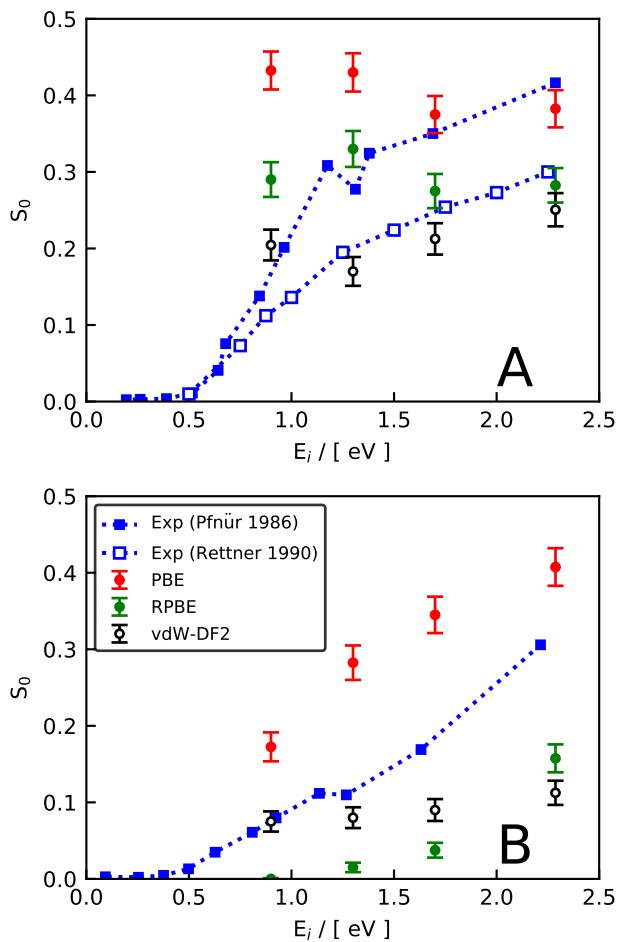 0.5
0.4
0.3
0.2
0.1
0.0
S0
A
0.0 0.5 1.0 1.5 2.0 2.5
Ei / [ eV ]
0.5
0.4
0.3
0.2
0.1
0.0
S0
Exp (Pfnür 1986)
Exp (Rettner 1990)
PBE
RPBE
vdW-DF2
B
0.0 0.5 1.0 1.5 2.0 2.5
Ei / [ eV ]